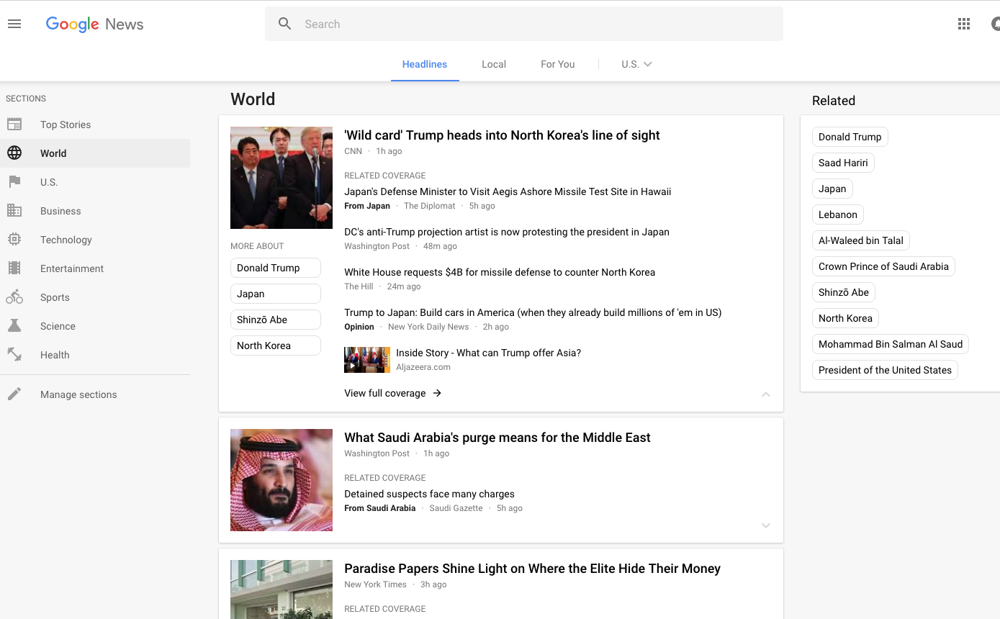 Google News
Search
Headlines
Local
For You
U.S.
SECTIONS
Top Stories
World
U.S.
Business
Technology
Entertainment
Sports
Science
Health
Manage sections
World
'Wild card' Trump heads into North Korea's line of sight
CNN · 1h ago
RELATED COVERAGE
Japan's Defense Minister to Visit Aegis Ashore Missile Test Site in Hawaii
From Japan · The Diplomat · 5h ago
DC's anti-Trump projection artist is now protesting the president in Japan
Washington Post · 48m ago
White House requests $4B for missile defense to counter North Korea
The Hill · 24m ago
Trump to Japan: Build cars in America (when they already build millions of 'em in US)
Opinion · New York Daily News · 2h ago
Inside Story - What can Trump offer Asia?
Aljazeera.com
View full coverage →
MORE ABOUT
Donald Trump
Japan
Shinzō Abe
North Korea
What Saudi Arabia's purge means for the Middle East
Washington Post · 1h ago
RELATED COVERAGE
Detained suspects face many charges
From Saudi Arabia · Saudi Gazette · 5h ago
Paradise Papers Shine Light on Where the Elite Hide Their Money
New York Times · 3h ago
RELATED COVERAGE
Related
Donald Trump
Saad Hariri
Japan
Lebanon
Al-Waleed bin Talal
Crown Prince of Saudi Arabia
Shinzō Abe
North Korea
Mohammad Bin Salman Al Saud
President of the United States